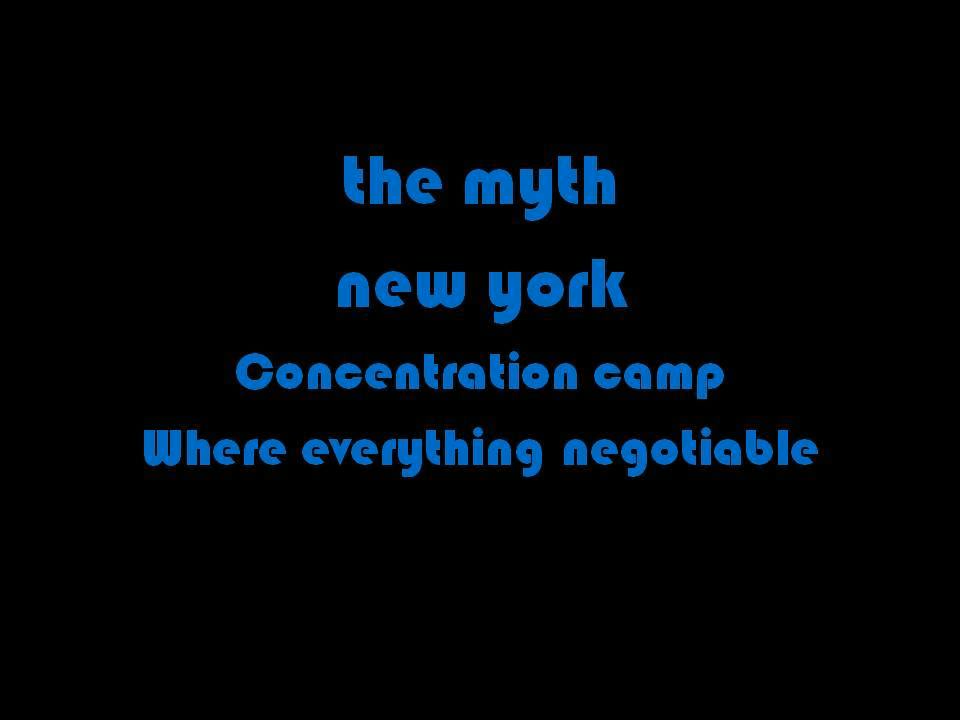 the myth
new york
Concentration camp
Where everything negotiable